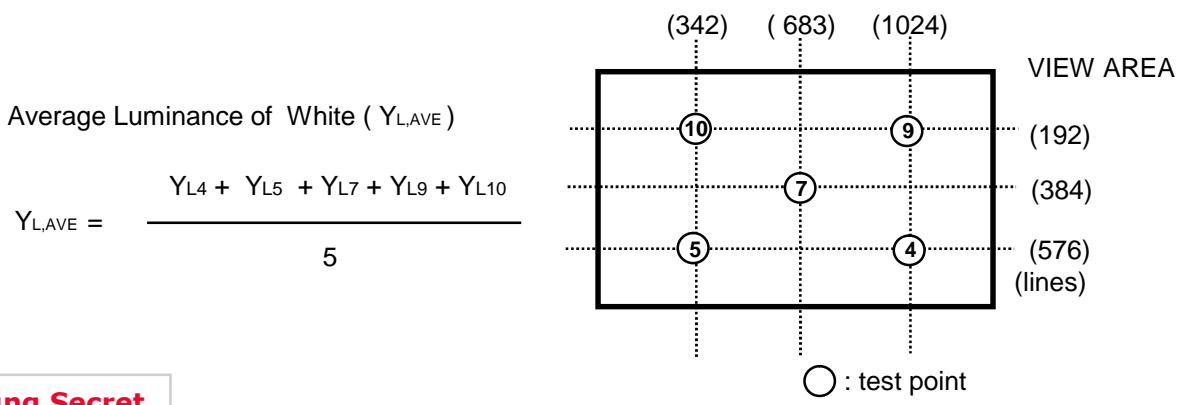 (342) ( 683) (1024)
VIEW AREA
Average Luminance of White ( YL,AVE )
10 9 (192)
YL4 + YL5 + YL7 + YL9 + YL10
YL,AVE =
5
7 (384)
5 4 (576)
(lines)
: test point
Secret